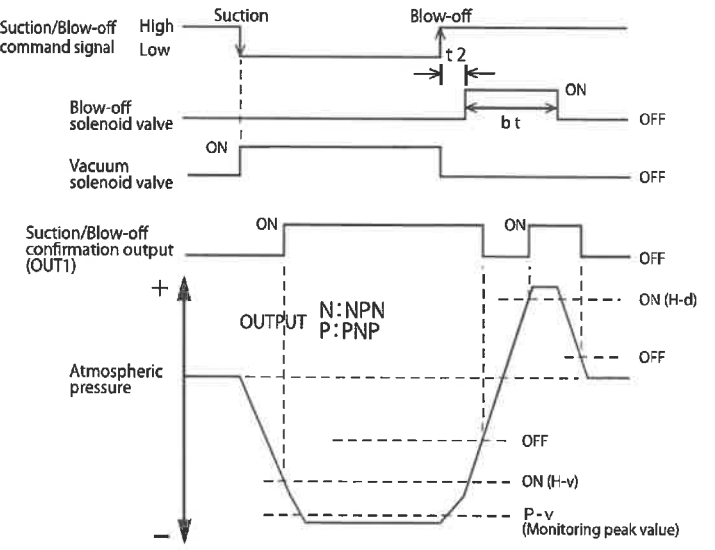 Suction
Blow-off
Suction/Blow-off
command signal
High
Low
t 2
Blow-off
solenoid valve
ON
b t
OFF
ON
Vacuum
solenoid valve
OFF
Suction/Blow-off
confirmation output
(OUT1)
ON
ON
OFF
+
ON (H-d)
OUTPUT
N:NPN
P:PNP
OFF
Atmospheric
pressure
OFF
ON (H-v)
P-v
(Monitoring peak value)
−